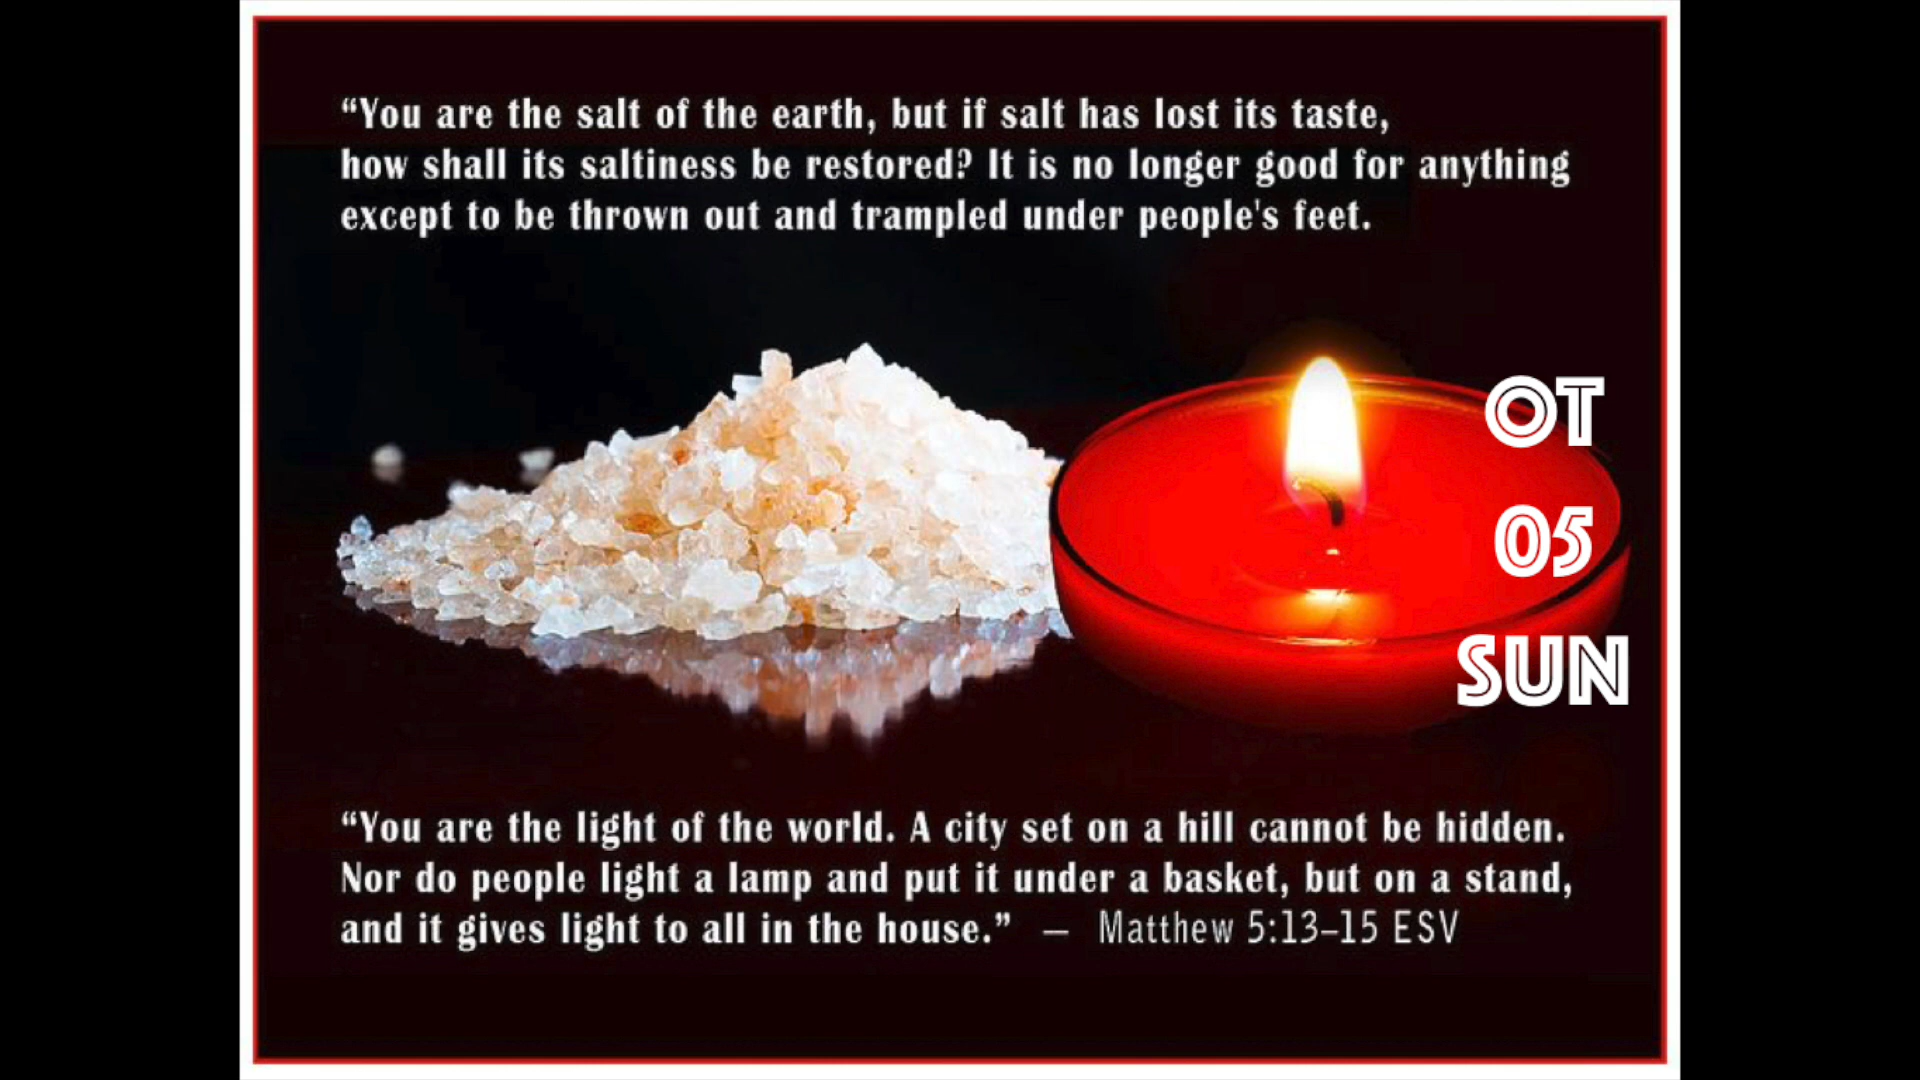 “You are the salt of the earth, but if salt has lost its taste,
how shall its saltiness be restored? It is no longer good for anything
except to be thrown out and trampled under people's feet.
OT
05
SUN
“You are the light of the world. A city set on a hill cannot be hidden.
Nor do people light a lamp and put it under a basket, but on a stand,
and it gives light to all in the house.” – Matthew 5:13–15 ESV